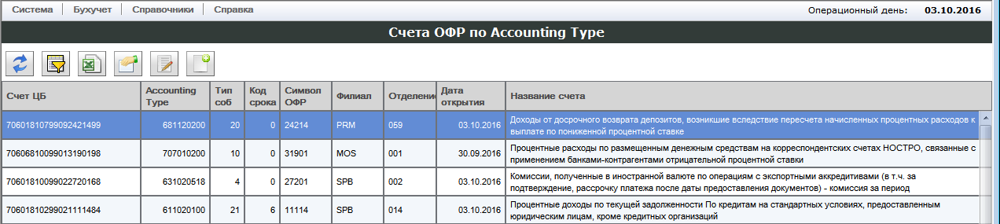 Система Бухучет Справочники Справка Операционный день: 03.10.2016
Счета ОФР по Accounting Type
Счет ЦБ Accounting Type Тип соб Код срока Символ ОФР Филиал Отделение Дата открытия Название счета
70601810799092421499 681120200 20 0 24214 PRM 059 03.10.2016 Доходы от досрочного возврата депозитов, возникшие вследствие пересчета начисленных процентных расходов к
выплате по пониженной процентной ставке
70606810099013190198 707010200 10 0 31901 MOS 001 30.09.2016 Процентные расходы по размещенным денежным средствам на корреспондентских счетах НОСТРО, связанные с
применением банками-контрагентами отрицательной процентной ставки
70601810099022720168 631020518 4 0 27201 SPB 002 03.10.2016 Комиссии, полученные в иностранной валюте по операциям с экспортными аккредитивами (в т.ч. за
подтверждение, рассрочку платежа после даты предоставления документов) - комиссия за период
70601810299021111484 611020100 21 6 11114 SPB 014 03.10.2016 Процентные доходы по текущей задолженности По кредитам на стандартных условиях, предоставленным
юридическим лицам, кроме кредитных организаций